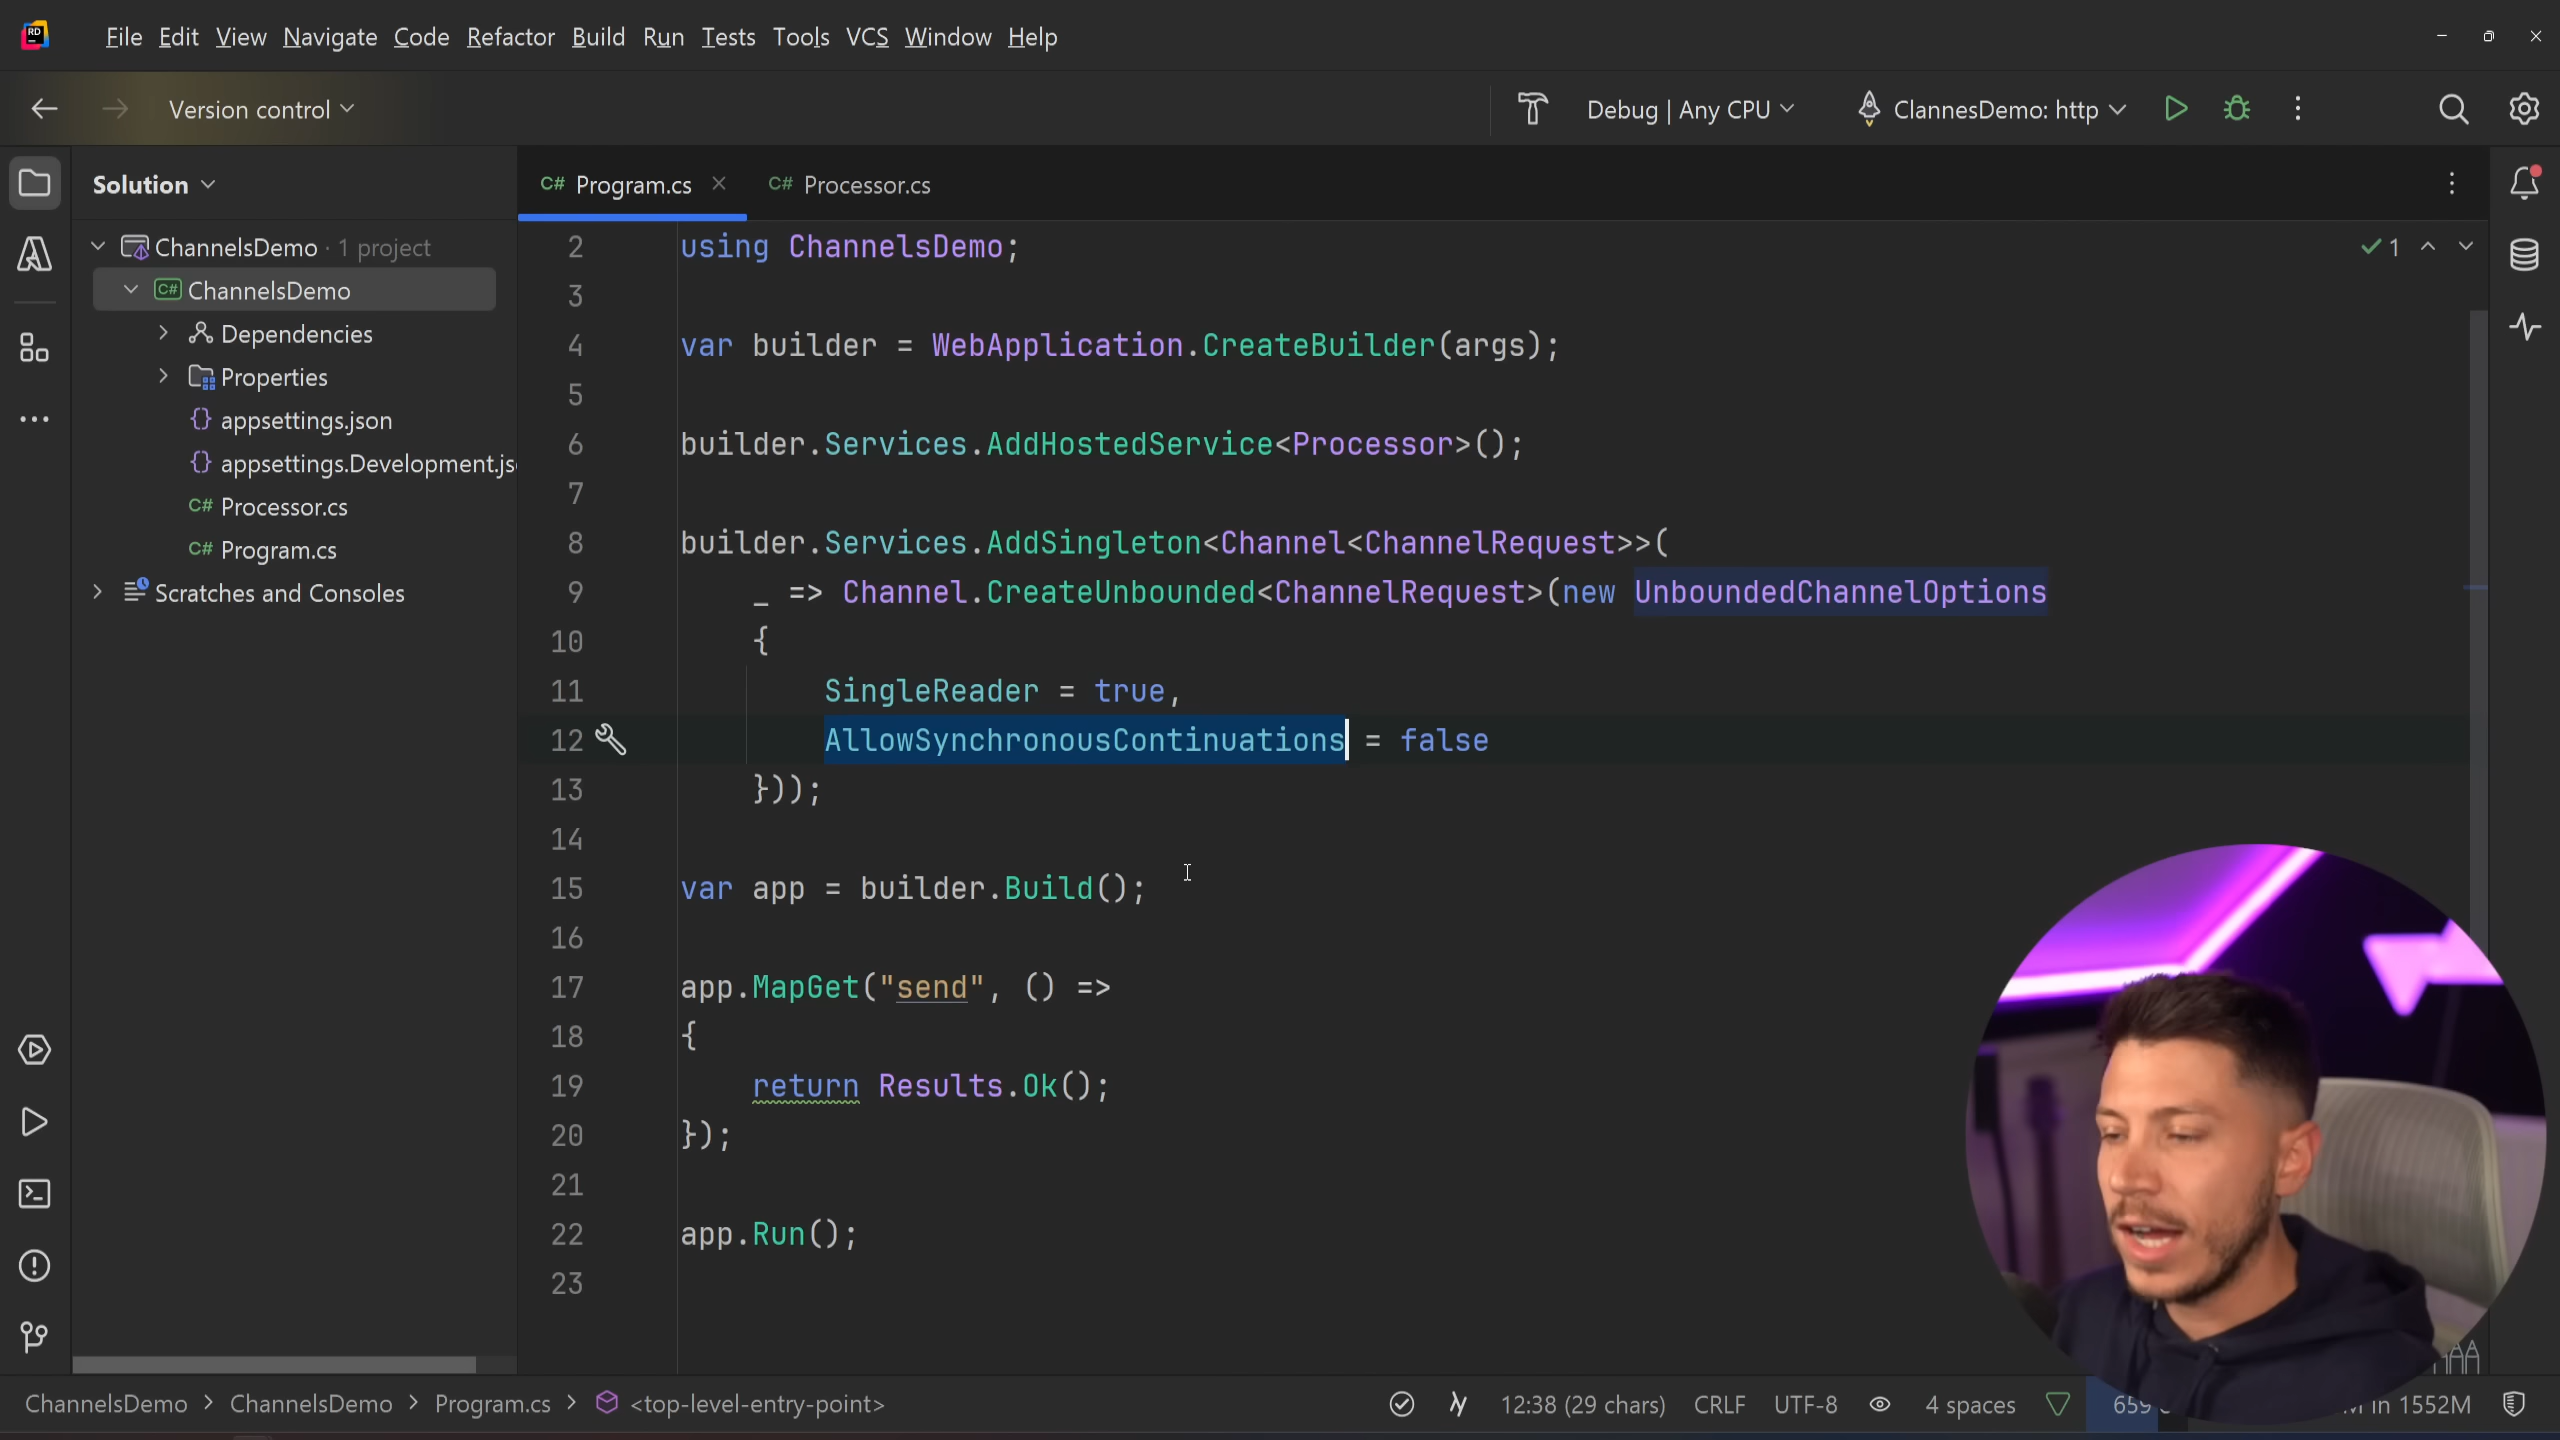 RD
File Edit View Navigate Code Refactor Build Run Tests Tools VCS Window Help
Version control
Debug | Any CPU
ClannesDemo: http
Solution
C# Program.cs
C# Processor.cs
ChannelsDemo · 1 project
C# ChannelsDemo
Dependencies
Properties
{} appsettings.json
{} appsettings.Development.js
C# Processor.cs
C# Program.cs
Scratches and Consoles
1
2 using ChannelsDemo;
3
4 var builder = WebApplication.CreateBuilder(args);
5
6 builder.Services.AddHostedService<Processor>();
7
8 builder.Services.AddSingleton<Channel<ChannelRequest>>(
9 _ => Channel.CreateUnbounded<ChannelRequest>(new UnboundedChannelOptions
10 {
11 SingleReader = true,
12 AllowSynchronousContinuations = false
13 }));
14
15 var app = builder.Build();
16
17 app.MapGet("send", () =>
18 {
19 return Results.Ok();
20 });
21
22 app.Run();
23
ChannelsDemo > ChannelsDemo > Program.cs > <top-level-entry-point>
12:38 (29 chars) CRLF UTF-8 4 spaces 659 in 1552M